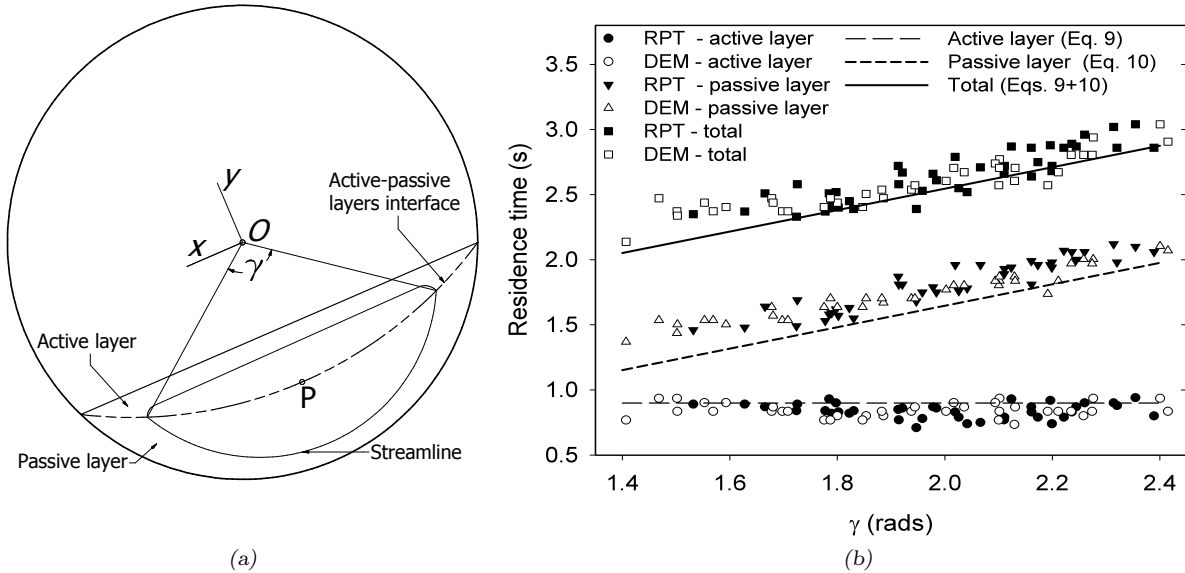 y
x
O
γ
Active-passive
layers interface
Active layer
P
Passive layer
Streamline
(a)
RPT - active layer
DEM - active layer
RPT - passive layer
DEM - passive layer
RPT - total
DEM - total
Active layer (Eq. 9)
Passive layer (Eq. 10)
Total (Eqs. 9+10)
Residence time (s)
3.5
3.0
2.5
2.0
1.5
1.0
0.5
1.4 1.6 1.8 2.0 2.2 2.4
γ (rads)
(b)